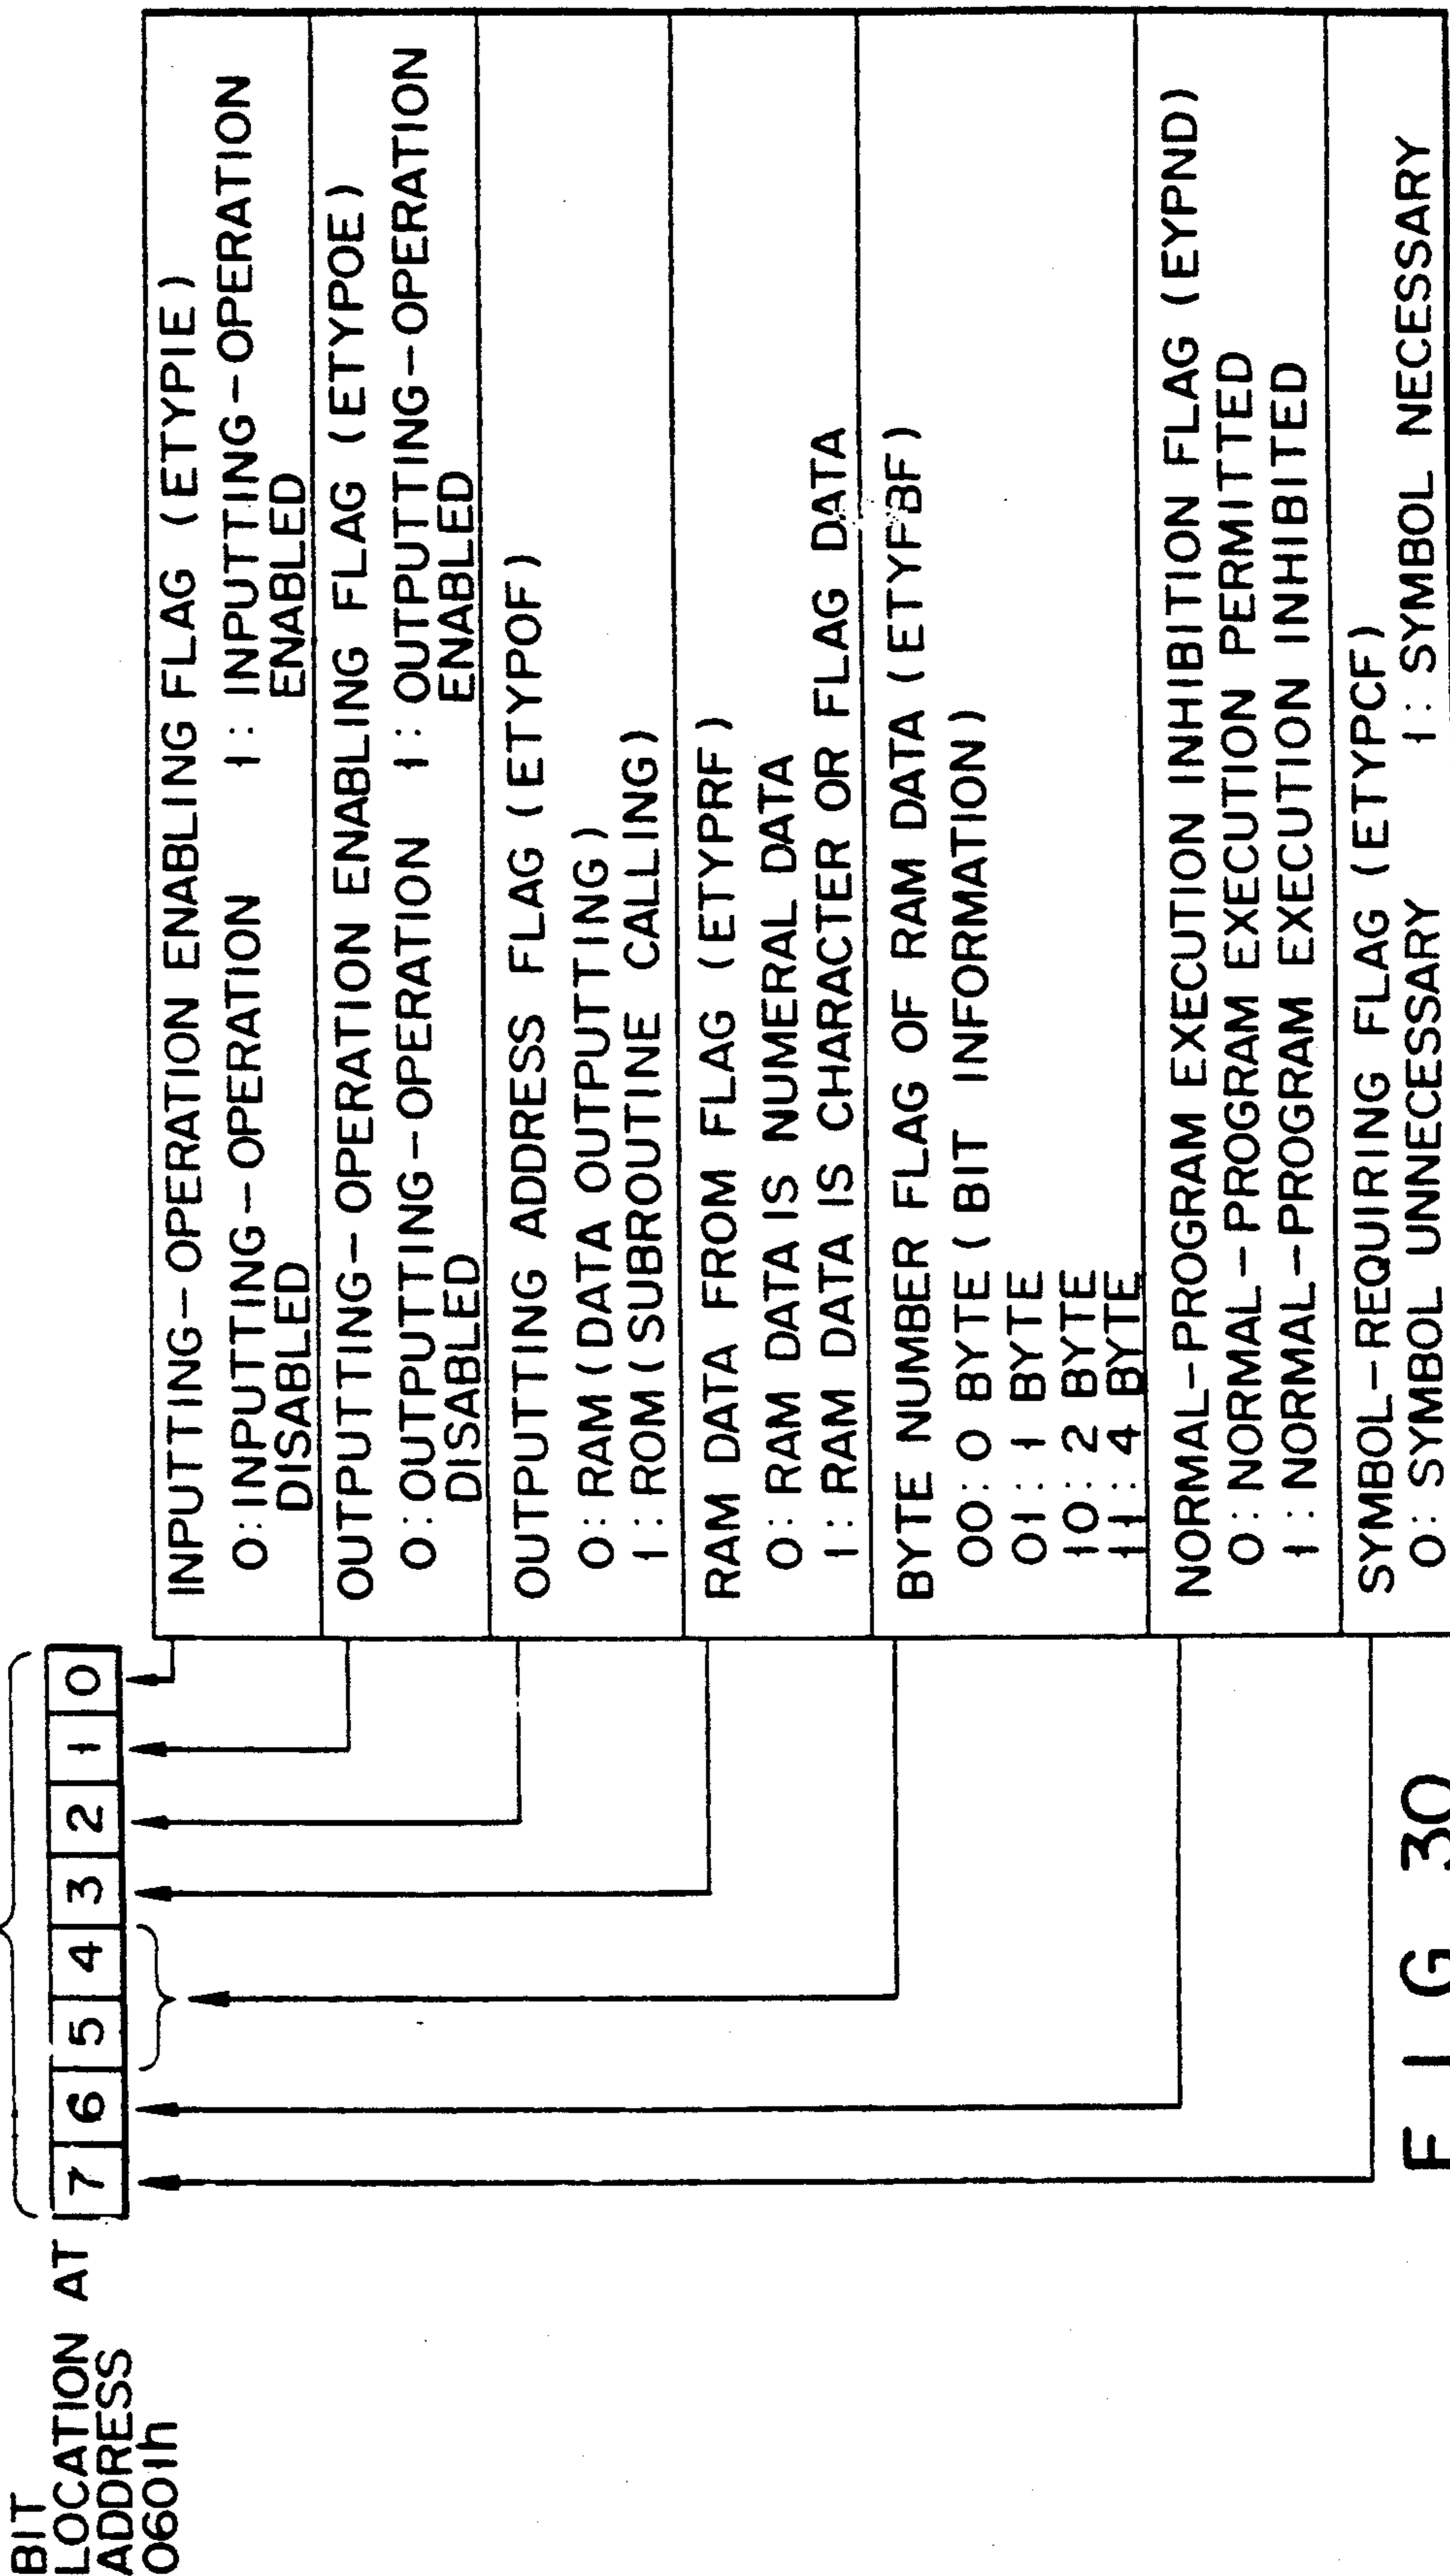 BIT
LOCATION AT
ADDRESS
0601h
7 6 5 4 3 2 1 0
INPUTTING-OPERATION ENABLING FLAG (ETYPIE)
0: INPUTTING-OPERATION 1: INPUTTING-OPERATION
DISABLED ENABLED
OUTPUTTING-OPERATION ENABLING FLAG (ETYPOE)
0: OUTPUTTING-OPERATION 1: OUTPUTTING-OPERATION
DISABLED ENABLED
OUTPUTTING ADDRESS FLAG (ETYPOF)
0: RAM (DATA OUTPUTTING)
1: ROM (SUBROUTINE CALLING)
RAM DATA FROM FLAG (ETYPRF)
0: RAM DATA IS NUMERAL DATA
1: RAM DATA IS CHARACTER OR FLAG DATA
BYTE NUMBER FLAG OF RAM DATA (ETYFBF)
00: 0 BYTE (BIT INFORMATION)
01: 1 BYTE
10: 2 BYTE
11: 4 BYTE
NORMAL-PROGRAM EXECUTION INHIBITION FLAG (EYPND)
0: NORMAL-PROGRAM EXECUTION PERMITTED
1: NORMAL-PROGRAM EXECUTION INHIBITED
SYMBOL-REQUIRING FLAG (ETYPCF)
0: SYMBOL UNNECESSARY 1: SYMBOL NECESSARY
FIG 30